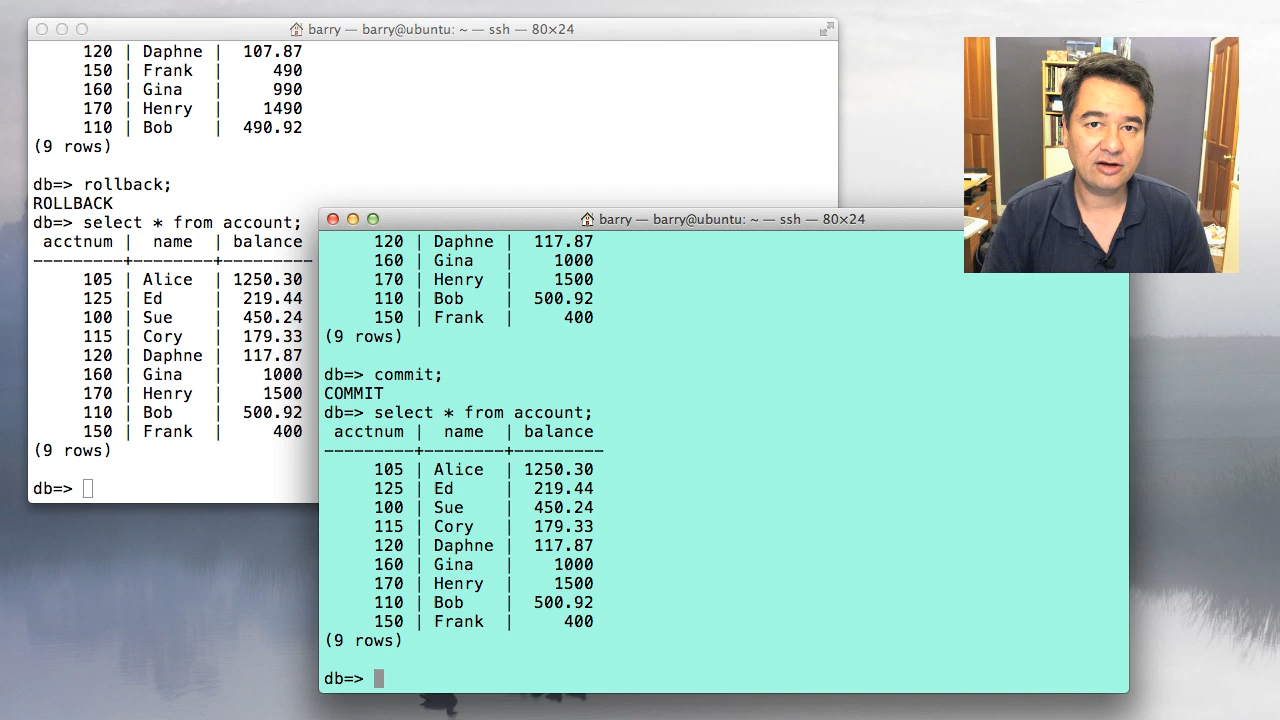 barry — barry@ubuntu: ~ — ssh — 80×24
120 | Daphne | 107.87
150 | Frank | 490
160 | Gina | 990
170 | Henry | 1490
110 | Bob | 490.92
(9 rows)
db=> rollback;
ROLLBACK
db=> select * from account;
acctnum | name | balance
---------+--------+---------
105 | Alice | 1250.30
125 | Ed | 219.44
100 | Sue | 450.24
115 | Cory | 179.33
120 | Daphne | 117.87
160 | Gina | 1000
170 | Henry | 1500
110 | Bob | 500.92
150 | Frank | 400
(9 rows)
db=>
barry — barry@ubuntu: ~ — ssh — 80×24
120 | Daphne | 117.87
160 | Gina | 1000
170 | Henry | 1500
110 | Bob | 500.92
150 | Frank | 400
(9 rows)
db=> commit;
COMMIT
db=> select * from account;
acctnum | name | balance
---------+--------+---------
105 | Alice | 1250.30
125 | Ed | 219.44
100 | Sue | 450.24
115 | Cory | 179.33
120 | Daphne | 117.87
160 | Gina | 1000
170 | Henry | 1500
110 | Bob | 500.92
150 | Frank | 400
(9 rows)
db=>